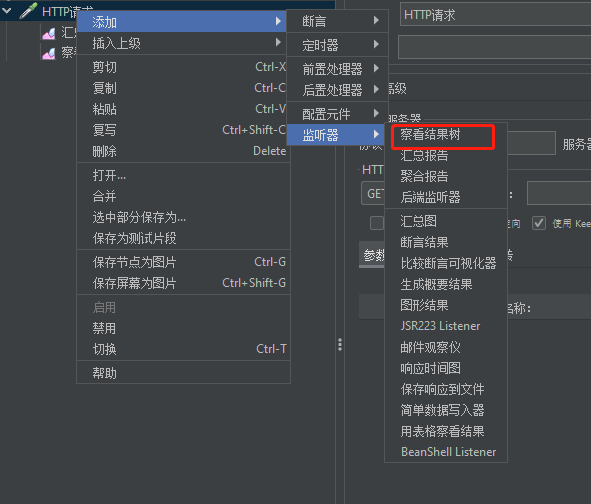 HTTP请求
汇总
察看
添加
插入上级
剪切 Ctrl-X
复制 Ctrl-C
粘贴 Ctrl-V
复写 Ctrl+Shift-C
删除 Delete
打开...
合并
选中部分保存为...
保存为测试片段
保存节点为图片 Ctrl-G
保存屏幕为图片 Ctrl+Shift-G
启用
禁用
切换 Ctrl-T
帮助
断言
定时器
前置处理器
后置处理器
配置元件
监听器
察看结果树
汇总报告
聚合报告
后端监听器
汇总图
断言结果
比较断言可视化器
生成概要结果
图形结果
JSR223 Listener
邮件观察仪
响应时间图
保存响应到文件
简单数据写入器
用表格察看结果
BeanShell Listener
HTTP请求
高级
服务器
协议
服务器
HTTP
GET
:
定向
使用 Kee
参数
名称: